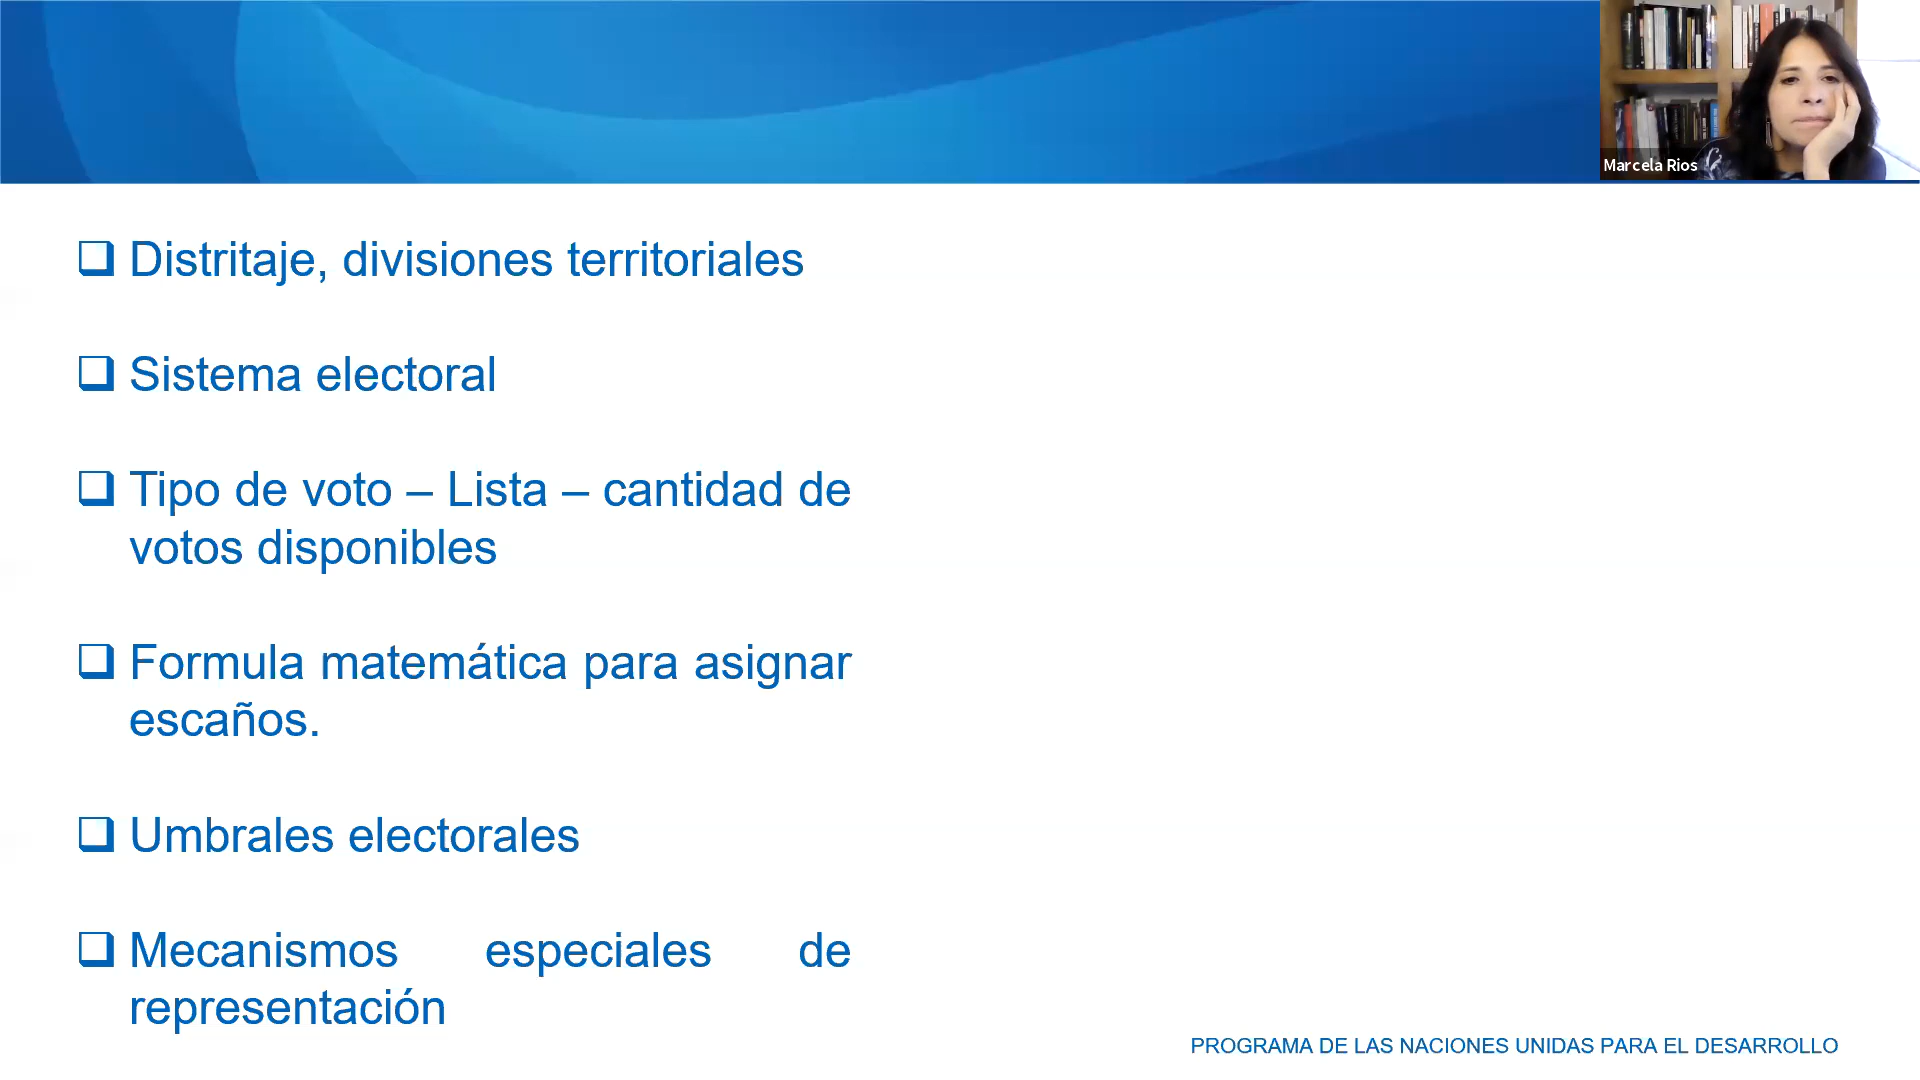 Marcela Rios
Distritaje, divisiones territoriales
Sistema electoral
Tipo de voto – Lista – cantidad de
votos disponibles
Formula matemática para asignar
escaños.
Umbrales electorales
Mecanismos especiales de
representación
PROGRAMA DE LAS NACIONES UNIDAS PARA EL DESARROLLO